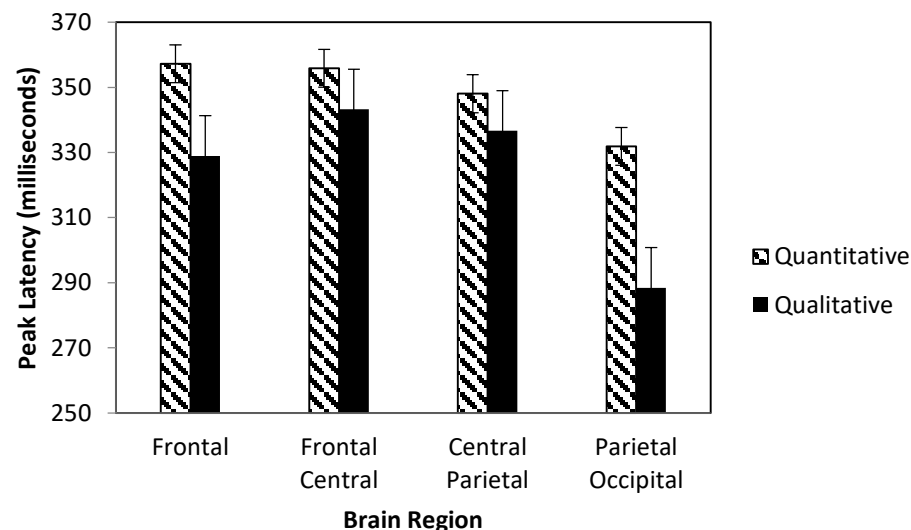 Peak Latency (milliseconds)
370
350
330
310
290
270
250
Frontal
Frontal
Central
Central
Parietal
Parietal
Occipital
Brain Region
Quantitative
Qualitative